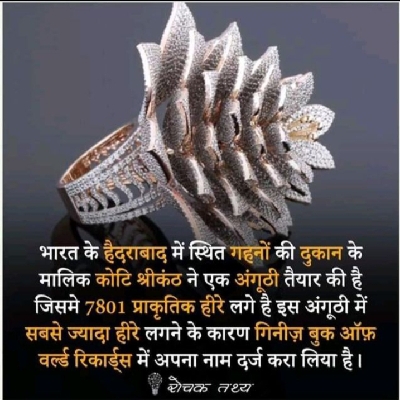 भारत के हैदराबाद में स्थित गहनों की दुकान के
मालिक कोटि श्रीकंठ ने एक अंगूठी तैयार की है
जिसमे 7801 प्राकृतिक हीरे लगे है इस अंगूठी में
सबसे ज्यादा हीरे लगने के कारण गिनीज़ बुक ऑफ़
वर्ल्ड रिकार्ड्स में अपना नाम दर्ज करा लिया है।
रोचक तथ्य